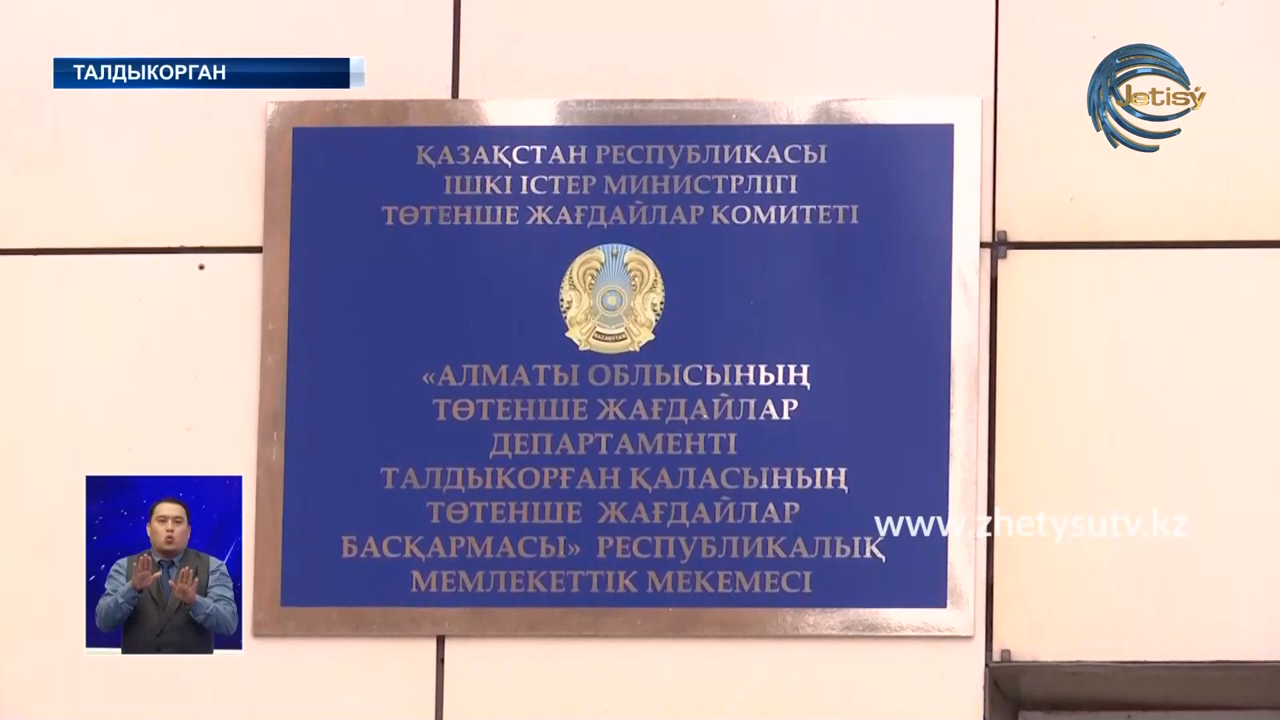 ТАЛДЫКОРГАН
Jetisý
ҚАЗАҚСТАН РЕСПУБЛИКАСЫ
ІШКІ ІСТЕР МИНИСТРЛІГІ
ТӨТЕНШЕ ЖАҒДАЙЛАР КОМИТЕТІ
«АЛМАТЫ ОБЛЫСЫНЫҢ
ТӨТЕНШЕ ЖАҒДАЙЛАР
ДЕПАРТАМЕНТІ
ТАЛДЫКОРҒАН ҚАЛАСЫНЫҢ
ТӨТЕНШЕ ЖАҒДАЙЛАР
БАСҚАРМАСЫ» РЕСПУБЛИКАЛЫҚ
МЕМЛЕКЕТТІК МЕКЕМЕСІ
www.zhetysutv.kz